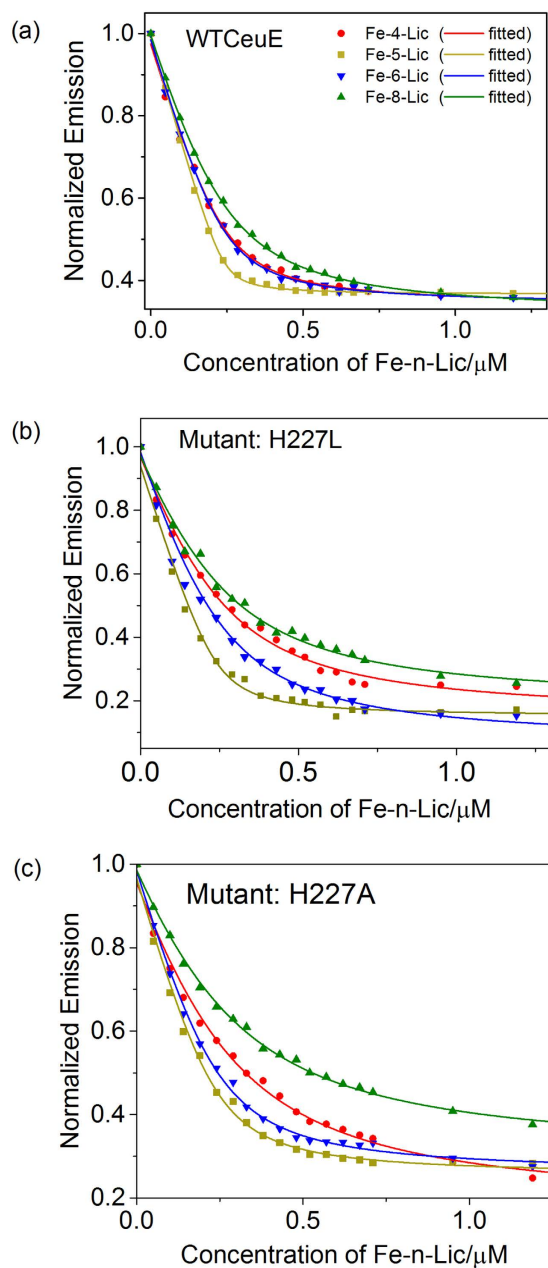 (a)
WTCeuE
Fe-4-Lic (— fitted)
Fe-5-Lic (— fitted)
Fe-6-Lic (— fitted)
Fe-8-Lic (— fitted)
Normalized Emission
1.0
0.8
0.6
0.4
0.0 0.5 1.0
Concentration of Fe-n-Lic/μM
(b)
Mutant: H227L
Normalized Emission
1.0
0.8
0.6
0.4
0.2
0.5 1.0
Concentration of Fe-n-Lic/μM
(c)
Mutant: H227A
Normalized Emission
1.0
0.8
0.6
0.4
0.2
0.0 0.5 1.0
Concentration of Fe-n-Lic/μM